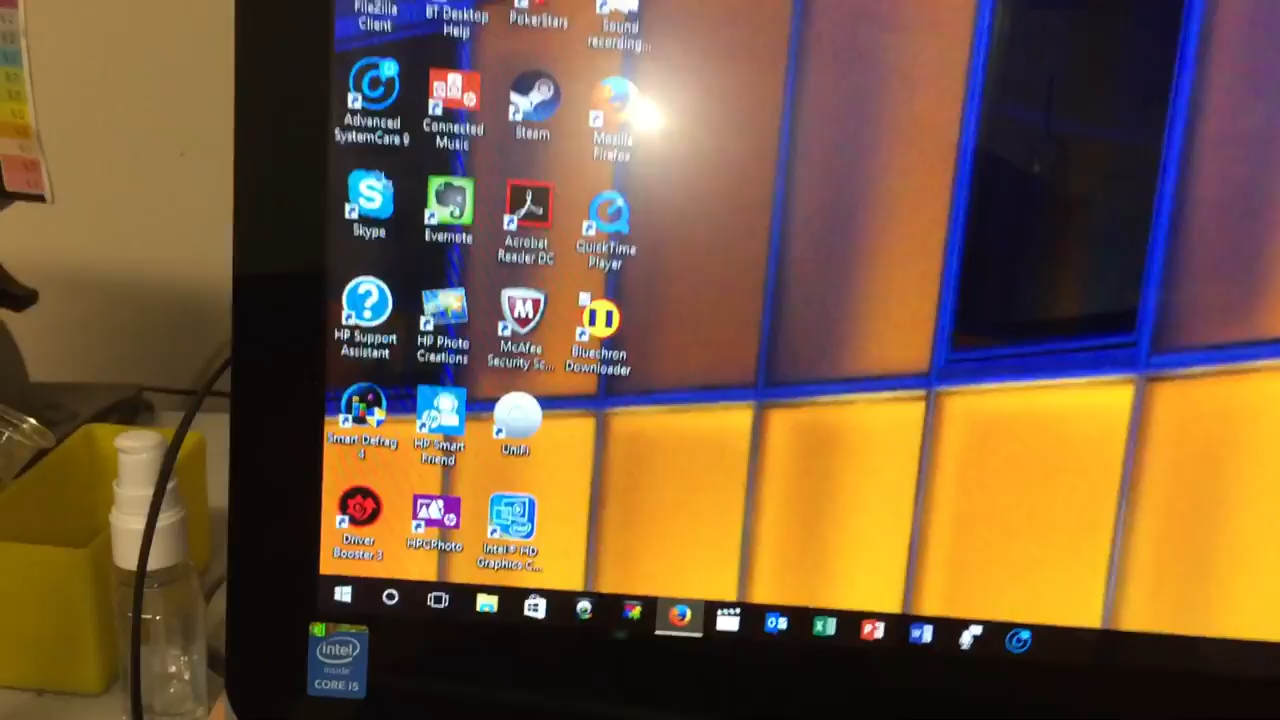 FileZilla
Client
BT Desktop
Help
PokerStars
Sound
recording...
Advanced
SystemCare 9
Connected
Music
Steam
Mozilla
Firefox
Skype
Evernote
Acrobat
Reader DC
QuickTime
Player
HP Support
Assistant
HP Photo
Creations
McAfee
Security Sc...
Bluechron
Downloader
Smart Defrag
4
HP Smart
Friend
UniFi
Driver
Booster 3
HPCPhoto
Intel® HD
Graphics C...
intel
inside
CORE i5